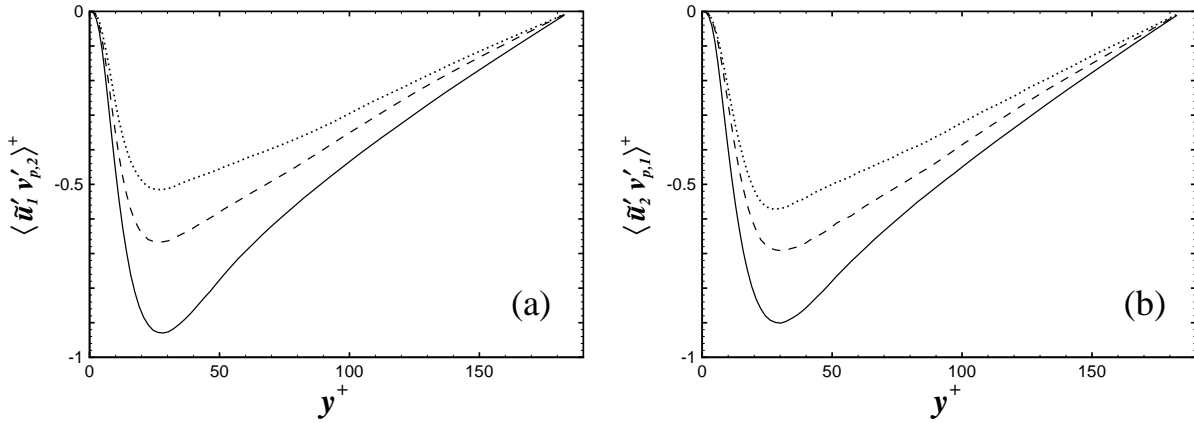 0
-0.5
-1
⟨ ũ′₁ v′ₚ,₂⟩⁺
0 50 100 150
y⁺
(a)
0
-0.5
-1
⟨ ũ′₂ v′ₚ,₁⟩⁺
0 50 100 150
y⁺
(b)